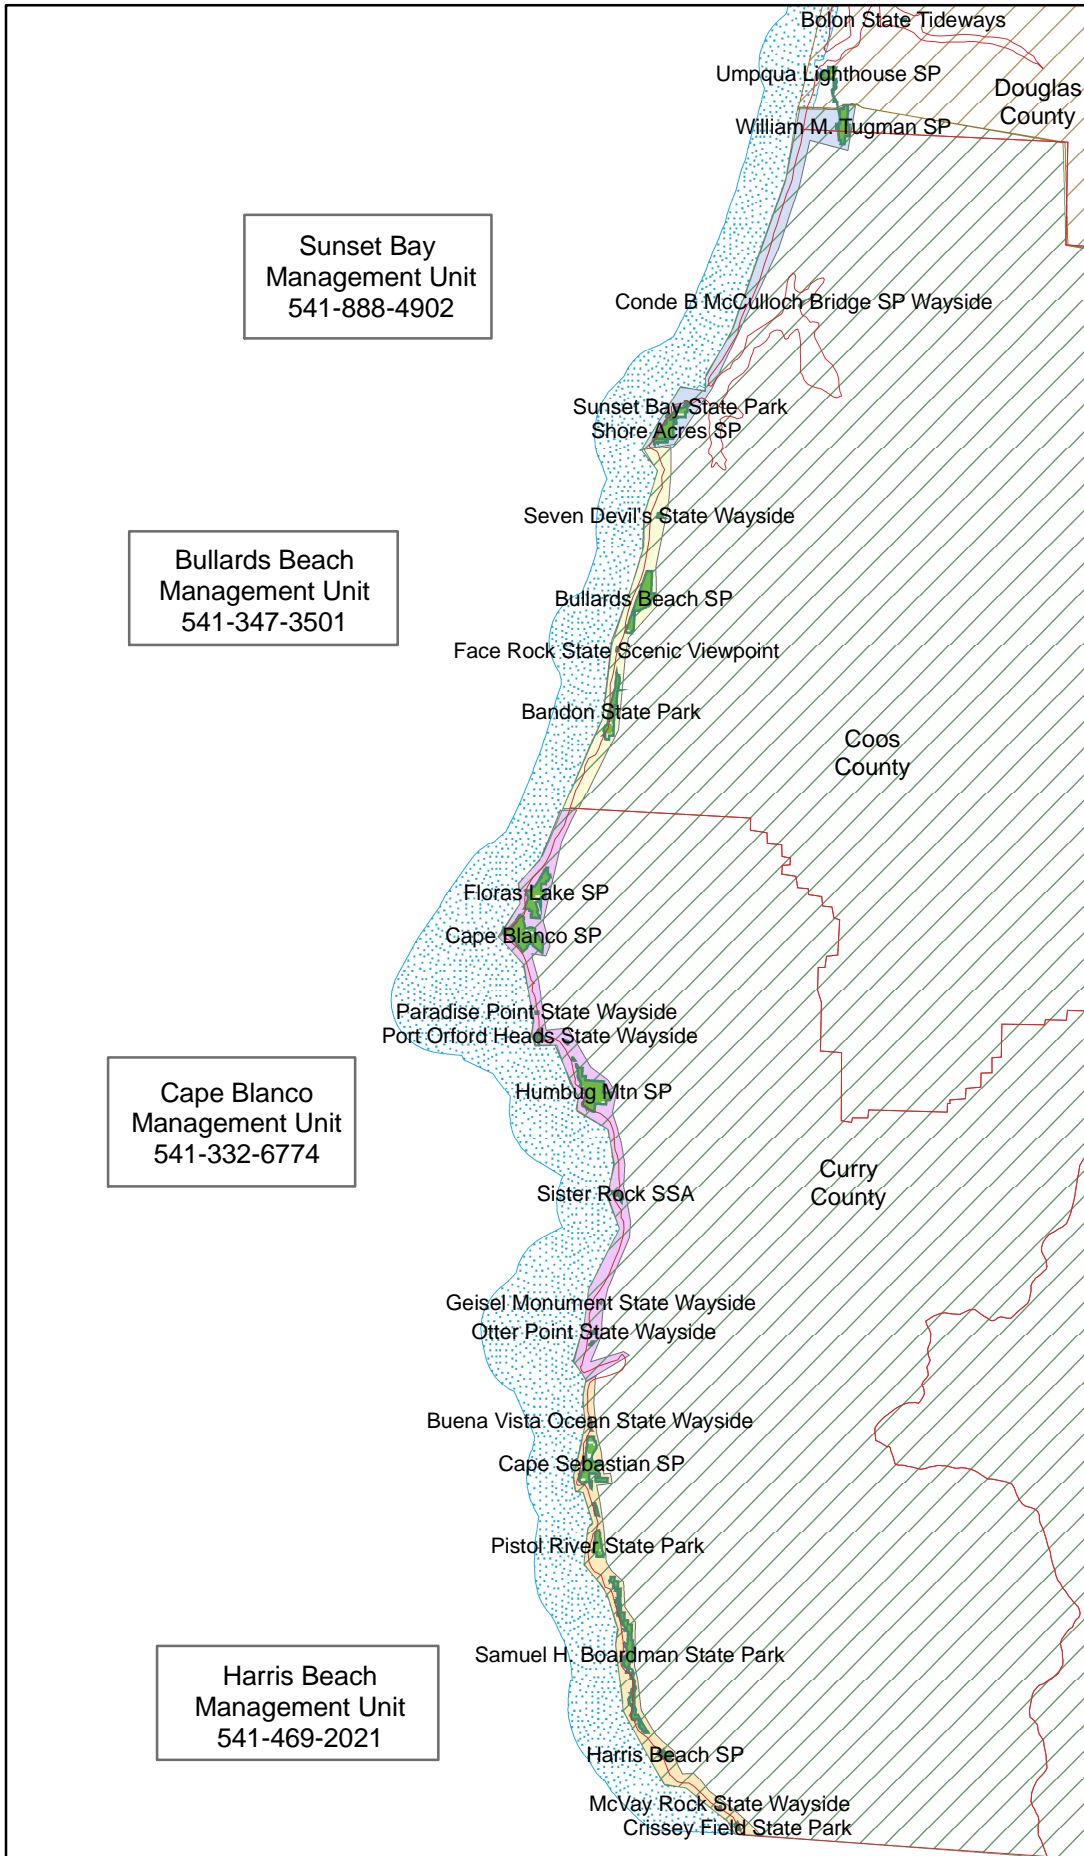 Bolon State Tideways
Umpqua Lighthouse SP
Douglas
County
William M. Tugman SP
Sunset Bay
Management Unit
541-888-4902
Conde B McCulloch Bridge SP Wayside
Sunset Bay State Park
Shore Acres SP
Seven Devil's State Wayside
Bullards Beach
Management Unit
541-347-3501
Bullards Beach SP
Face Rock State Scenic Viewpoint
Bandon State Park
Coos
County
Floras Lake SP
Cape Blanco SP
Paradise Point State Wayside
Port Orford Heads State Wayside
Cape Blanco
Management Unit
541-332-6774
Humbug Mtn SP
Curry
County
Sister Rock SSA
Geisel Monument State Wayside
Otter Point State Wayside
Buena Vista Ocean State Wayside
Cape Sebastian SP
Pistol River State Park
Samuel H. Boardman State Park
Harris Beach
Management Unit
541-469-2021
Harris Beach SP
McVay Rock State Wayside
Crissey Field State Park